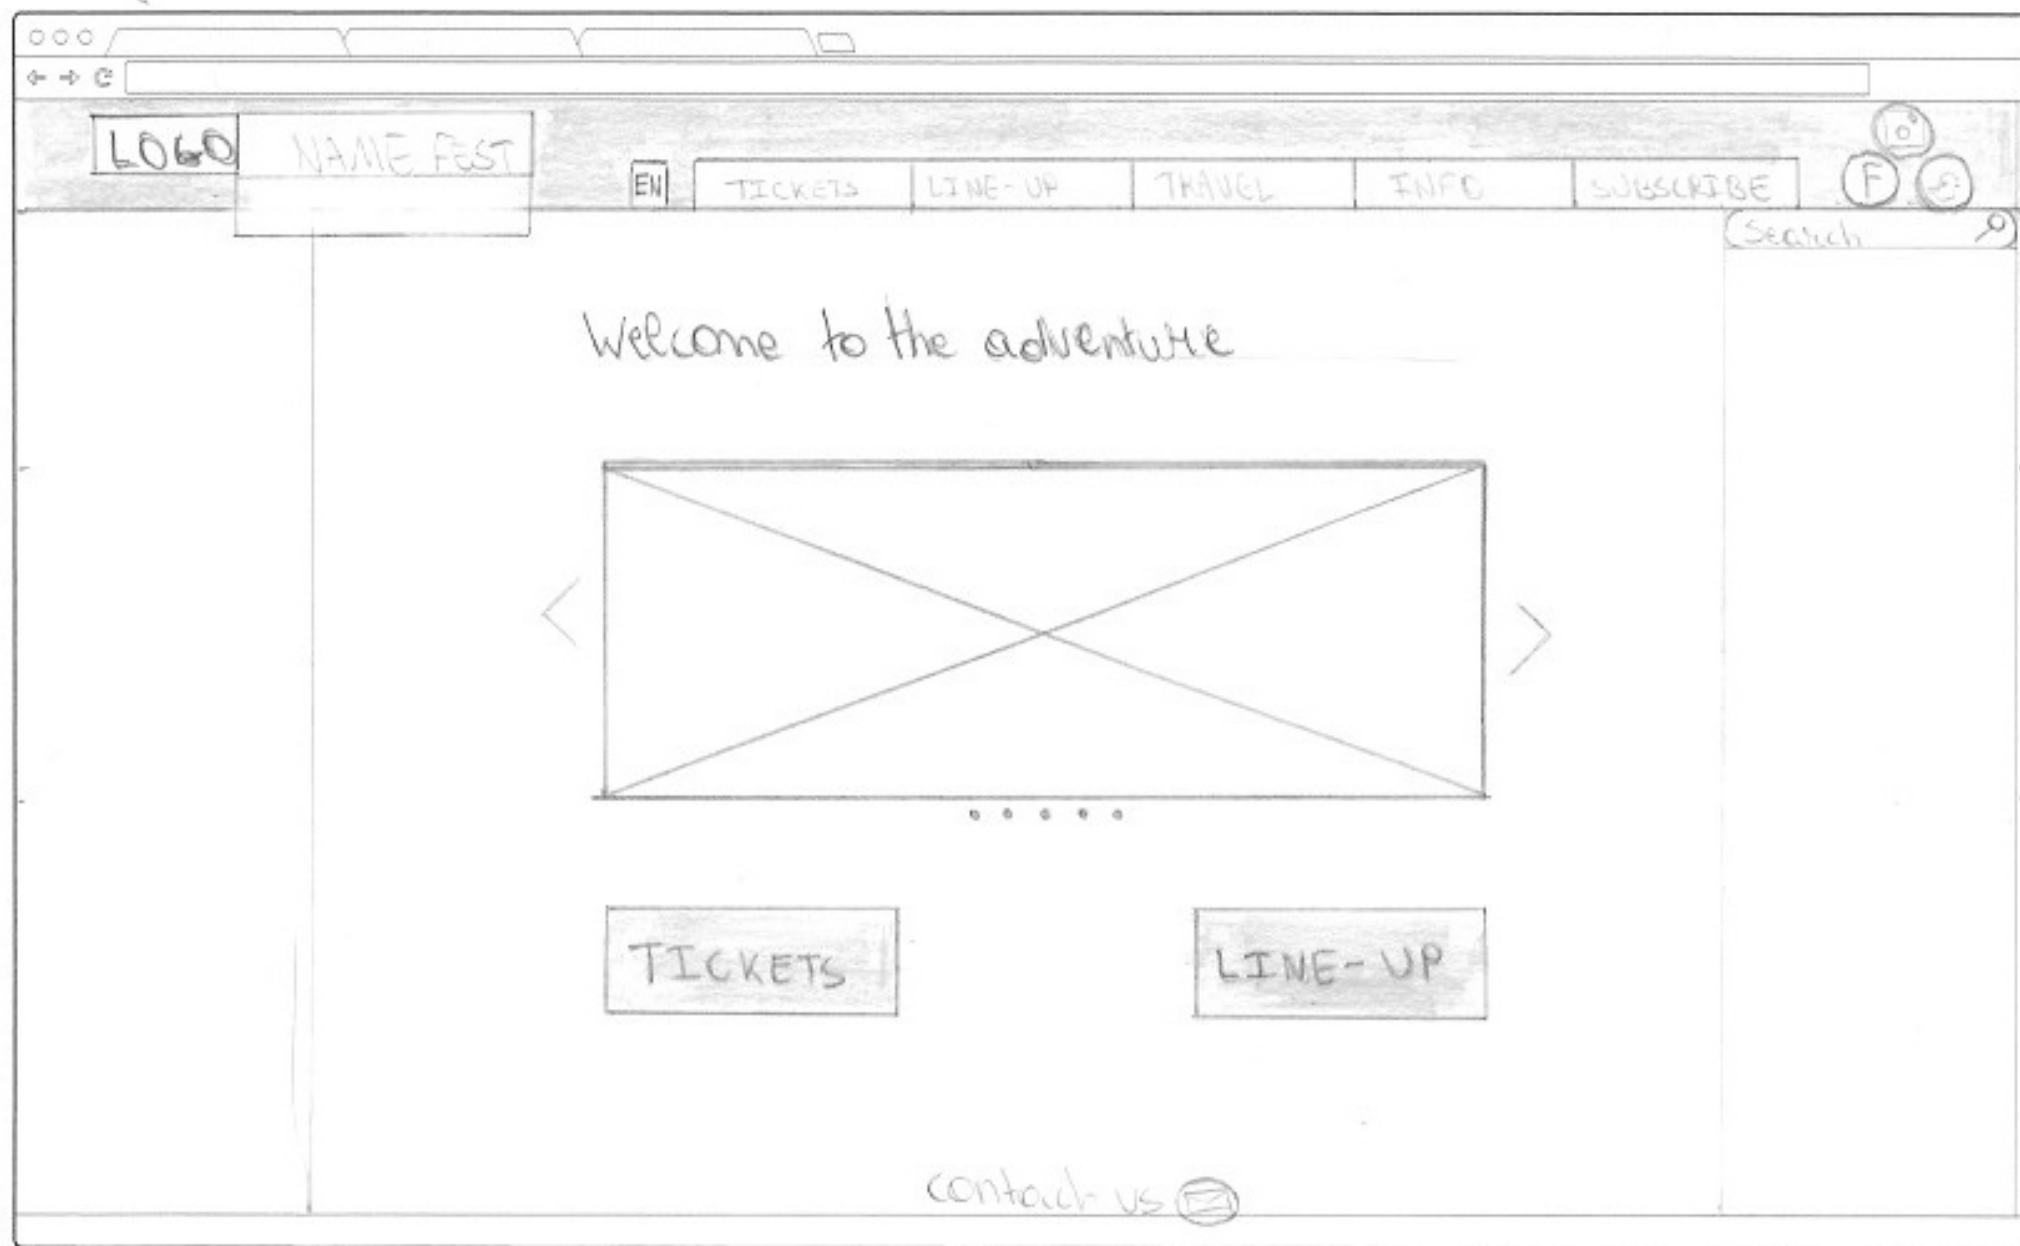 LOGO NAME FEST
EN TICKETS LINE-UP TRAVEL INFO SUBSCRIBE F
Search
Welcome to the adventure
TICKETS LINE-UP
contact us